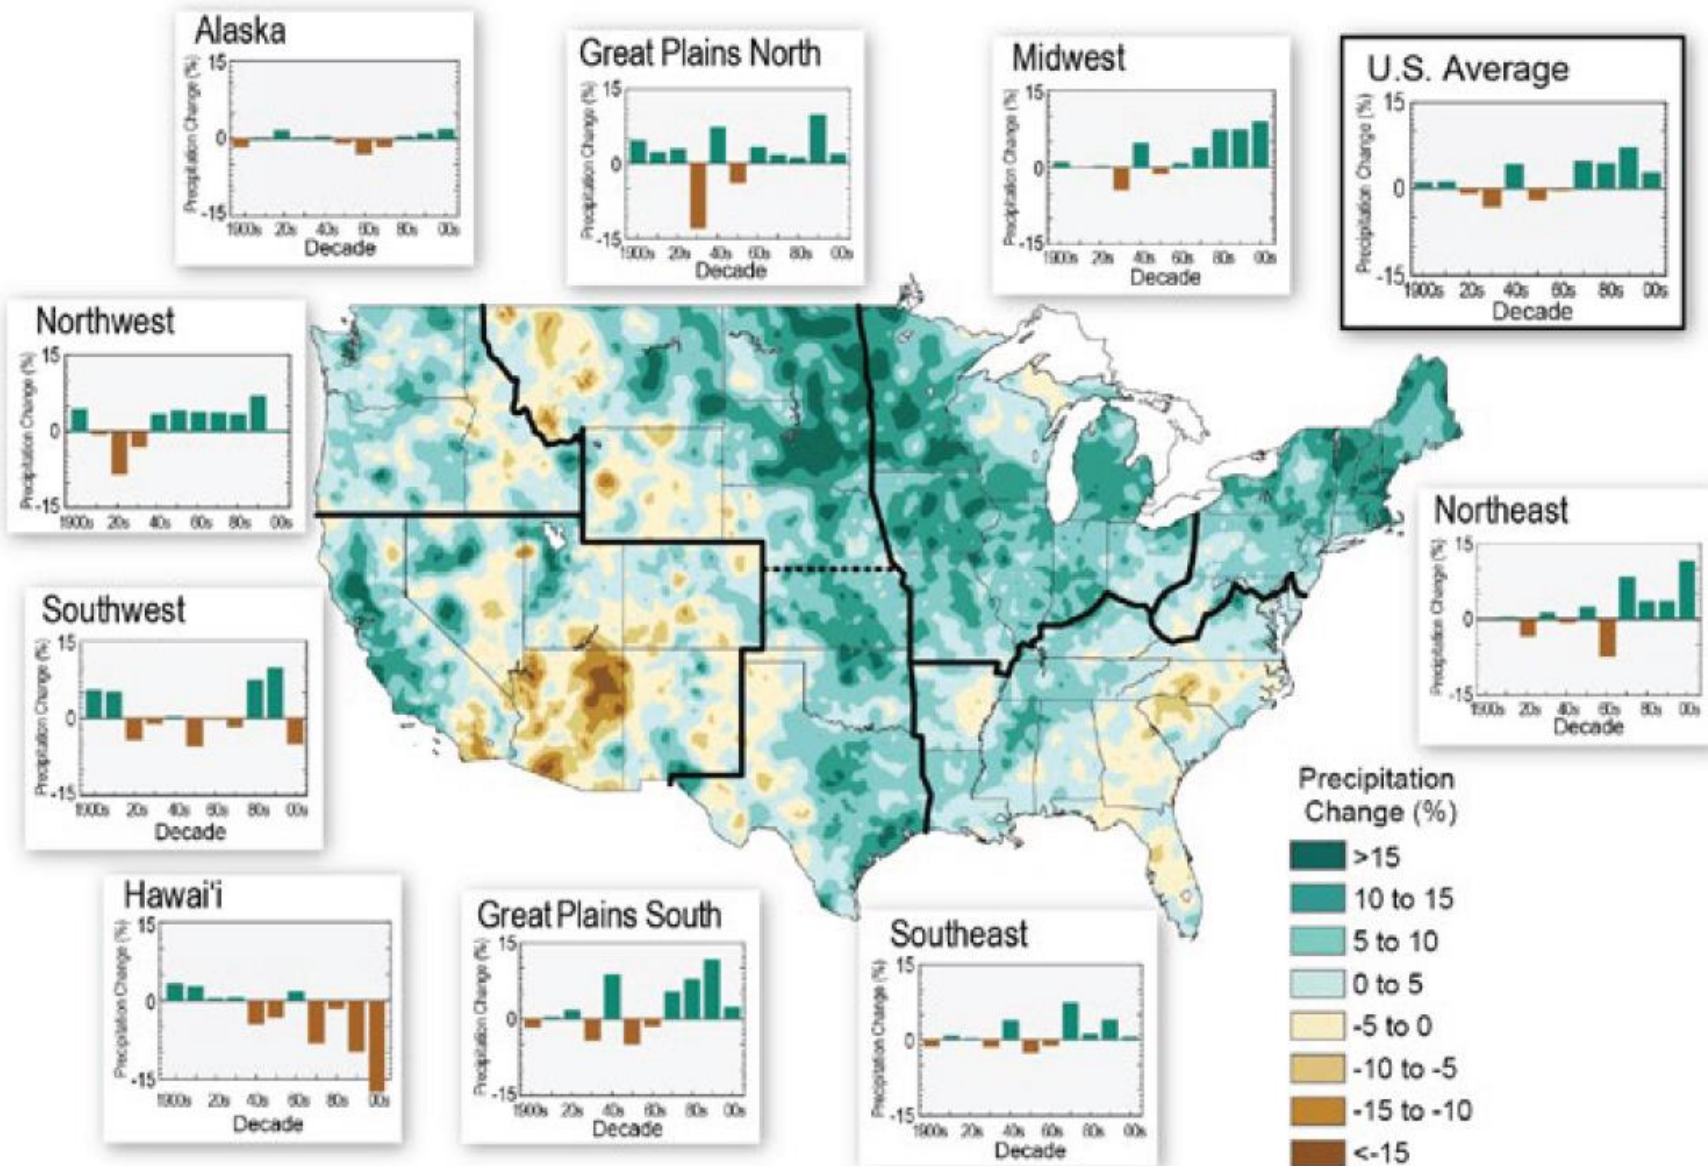 Alaska
Precipitation Change (%)
15
0
-15
1900s 20s 40s 60s 80s 00s
Decade
Great Plains North
Precipitation Change (%)
15
0
-15
1900s 20s 40s 60s 80s 00s
Decade
Midwest
Precipitation Change (%)
15
0
-15
1900s 20s 40s 60s 80s 00s
Decade
U.S. Average
Precipitation Change (%)
15
0
-15
1900s 20s 40s 60s 80s 00s
Decade
Northwest
Precipitation Change (%)
15
0
-15
1900s 20s 40s 60s 80s 00s
Decade
Northeast
Precipitation Change (%)
15
0
-15
1900s 20s 40s 60s 80s 00s
Decade
Southwest
Precipitation Change (%)
15
0
-15
1900s 20s 40s 60s 80s 00s
Decade
Hawai'i
Precipitation Change (%)
15
0
-15
1900s 20s 40s 60s 80s 00s
Decade
Great Plains South
Precipitation Change (%)
15
0
-15
1900s 20s 40s 60s 80s 00s
Decade
Southeast
Precipitation Change (%)
15
0
-15
1900s 20s 40s 60s 80s 00s
Decade
Precipitation
Change (%)
>15
10 to 15
5 to 10
0 to 5
-5 to 0
-10 to -5
-15 to -10
<-15